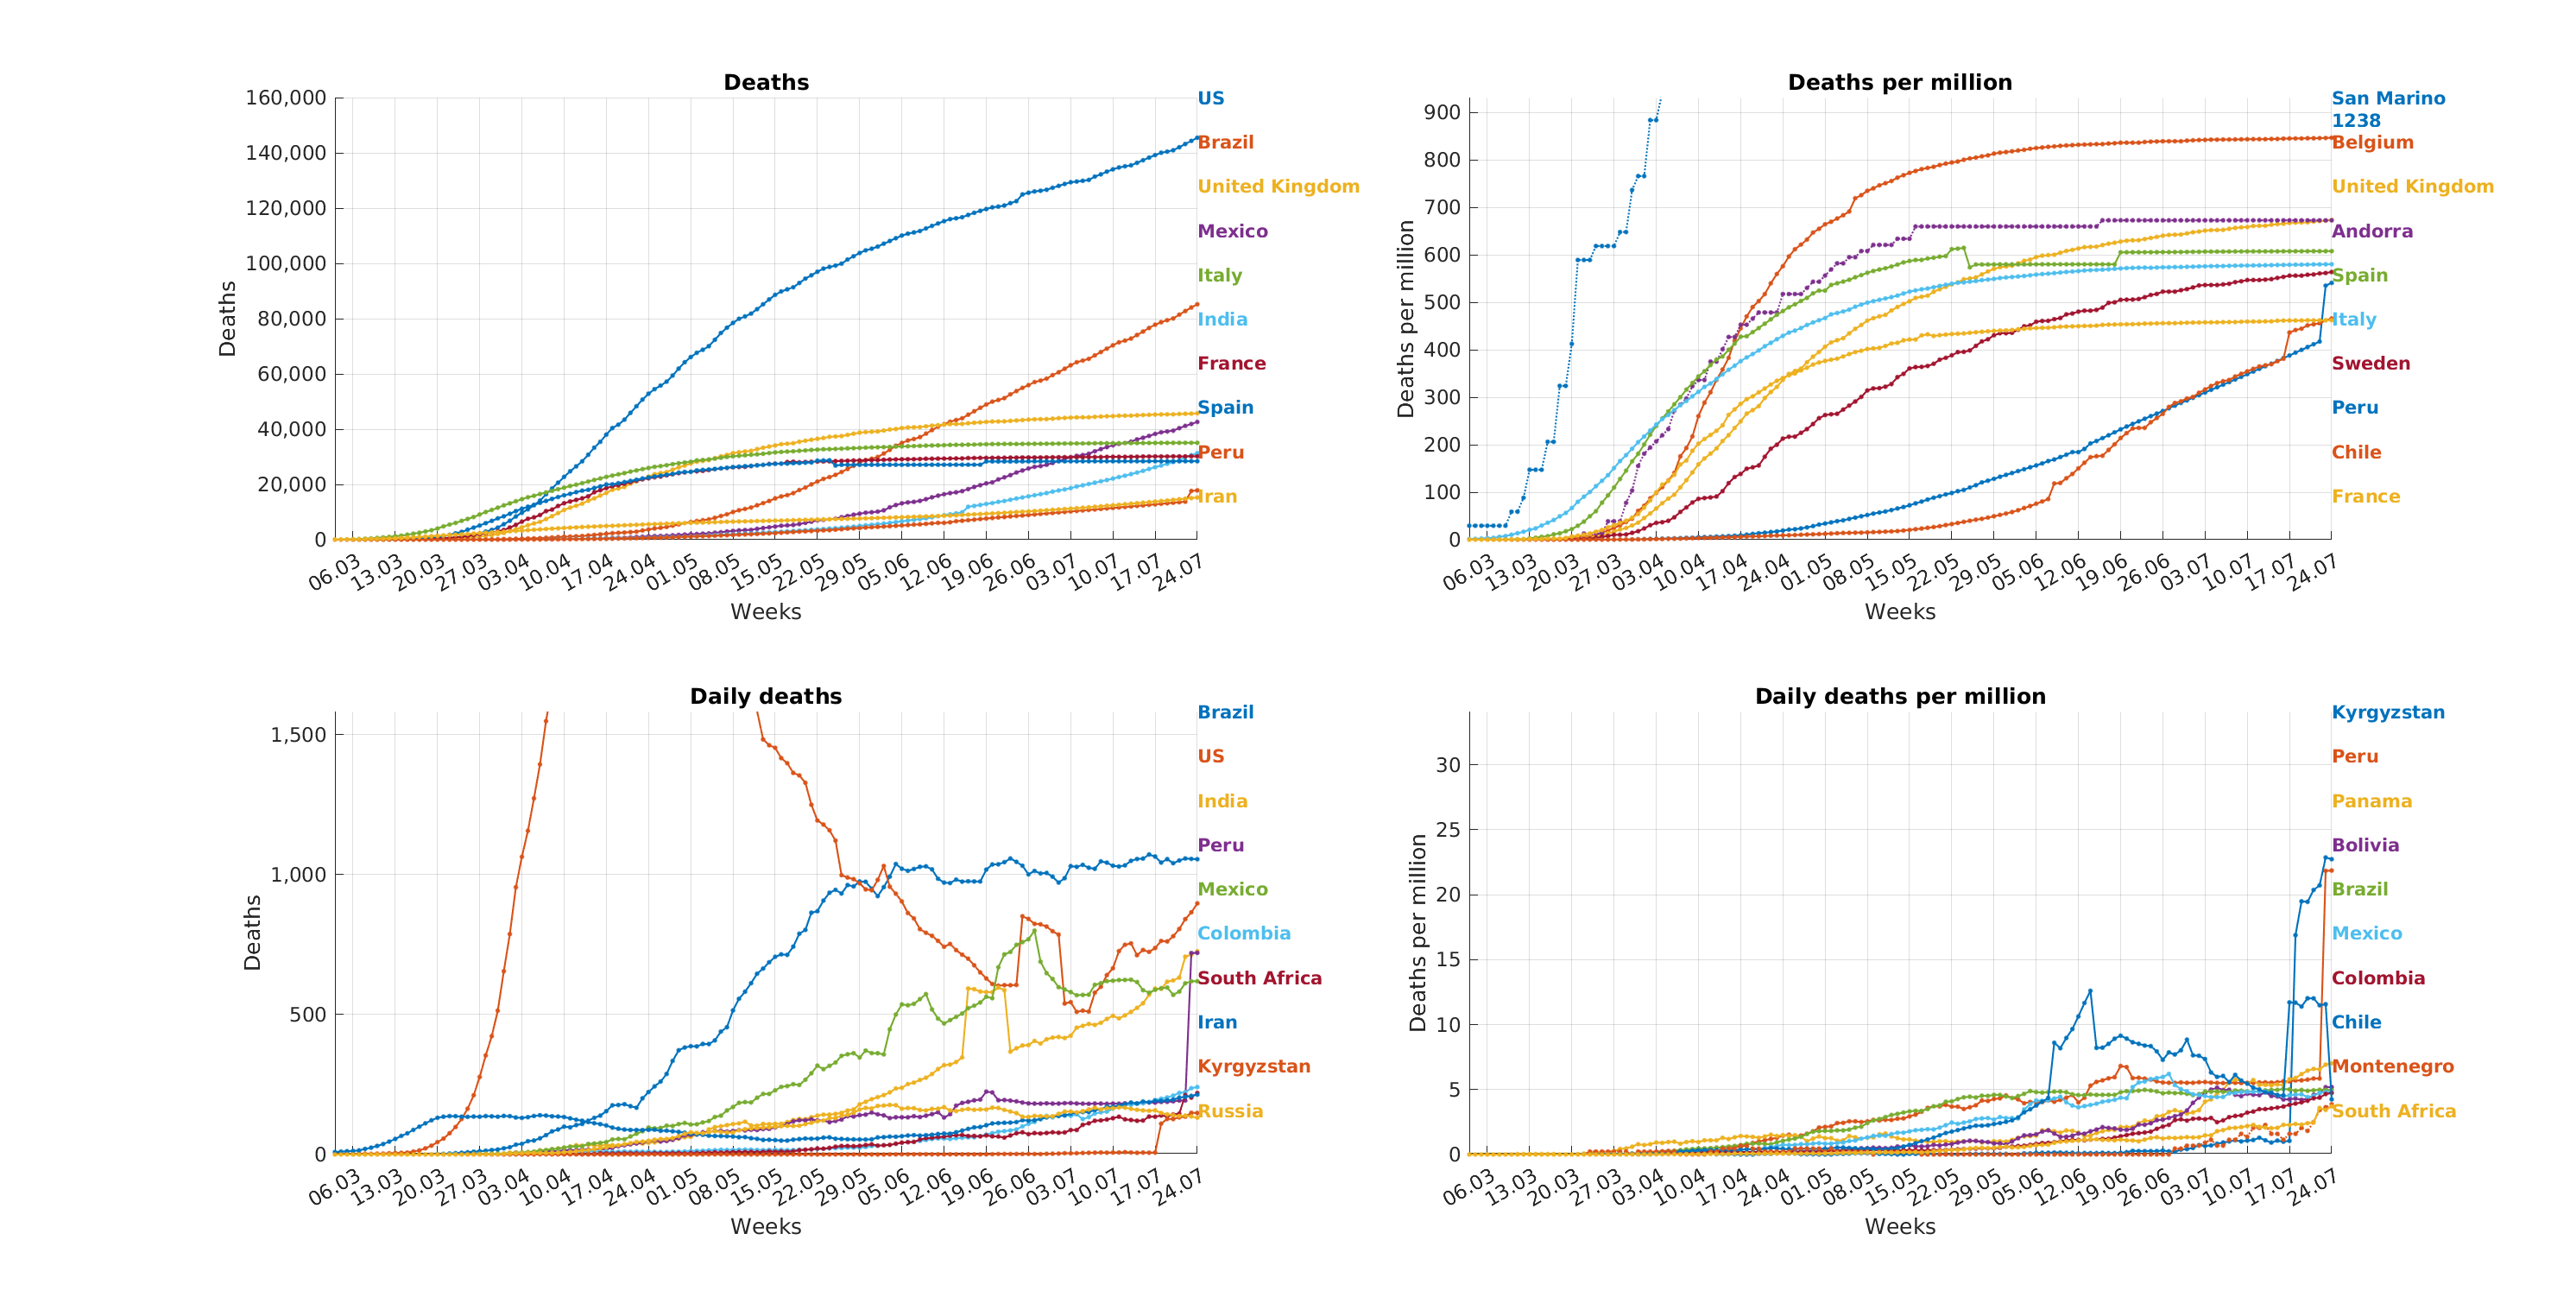 Deaths
160,000
140,000
120,000
100,000
80,000
60,000
40,000
20,000
0
Deaths
06.03 13.03 20.03 27.03 03.04 10.04 17.04 24.04 01.05 08.05 15.05 22.05 29.05 05.06 12.06 19.06 26.06 03.07 10.07 17.07 24.07
Weeks
US
Brazil
United Kingdom
Mexico
Italy
India
France
Spain
Peru
Iran
Deaths per million
900
800
700
600
500
400
300
200
100
0
Deaths per million
06.03 13.03 20.03 27.03 03.04 10.04 17.04 24.04 01.05 08.05 15.05 22.05 29.05 05.06 12.06 19.06 26.06 03.07 10.07 17.07 24.07
Weeks
San Marino
1238
Belgium
United Kingdom
Andorra
Spain
Italy
Sweden
Peru
Chile
France
Daily deaths
1,500
1,000
500
0
Deaths
06.03 13.03 20.03 27.03 03.04 10.04 17.04 24.04 01.05 08.05 15.05 22.05 29.05 05.06 12.06 19.06 26.06 03.07 10.07 17.07 24.07
Weeks
Brazil
US
India
Peru
Mexico
Colombia
South Africa
Iran
Kyrgyzstan
Russia
Daily deaths per million
30
25
20
15
10
5
0
Deaths per million
06.03 13.03 20.03 27.03 03.04 10.04 17.04 24.04 01.05 08.05 15.05 22.05 29.05 05.06 12.06 19.06 26.06 03.07 10.07 17.07 24.07
Weeks
Kyrgyzstan
Peru
Panama
Bolivia
Brazil
Mexico
Colombia
Chile
Montenegro
South Africa